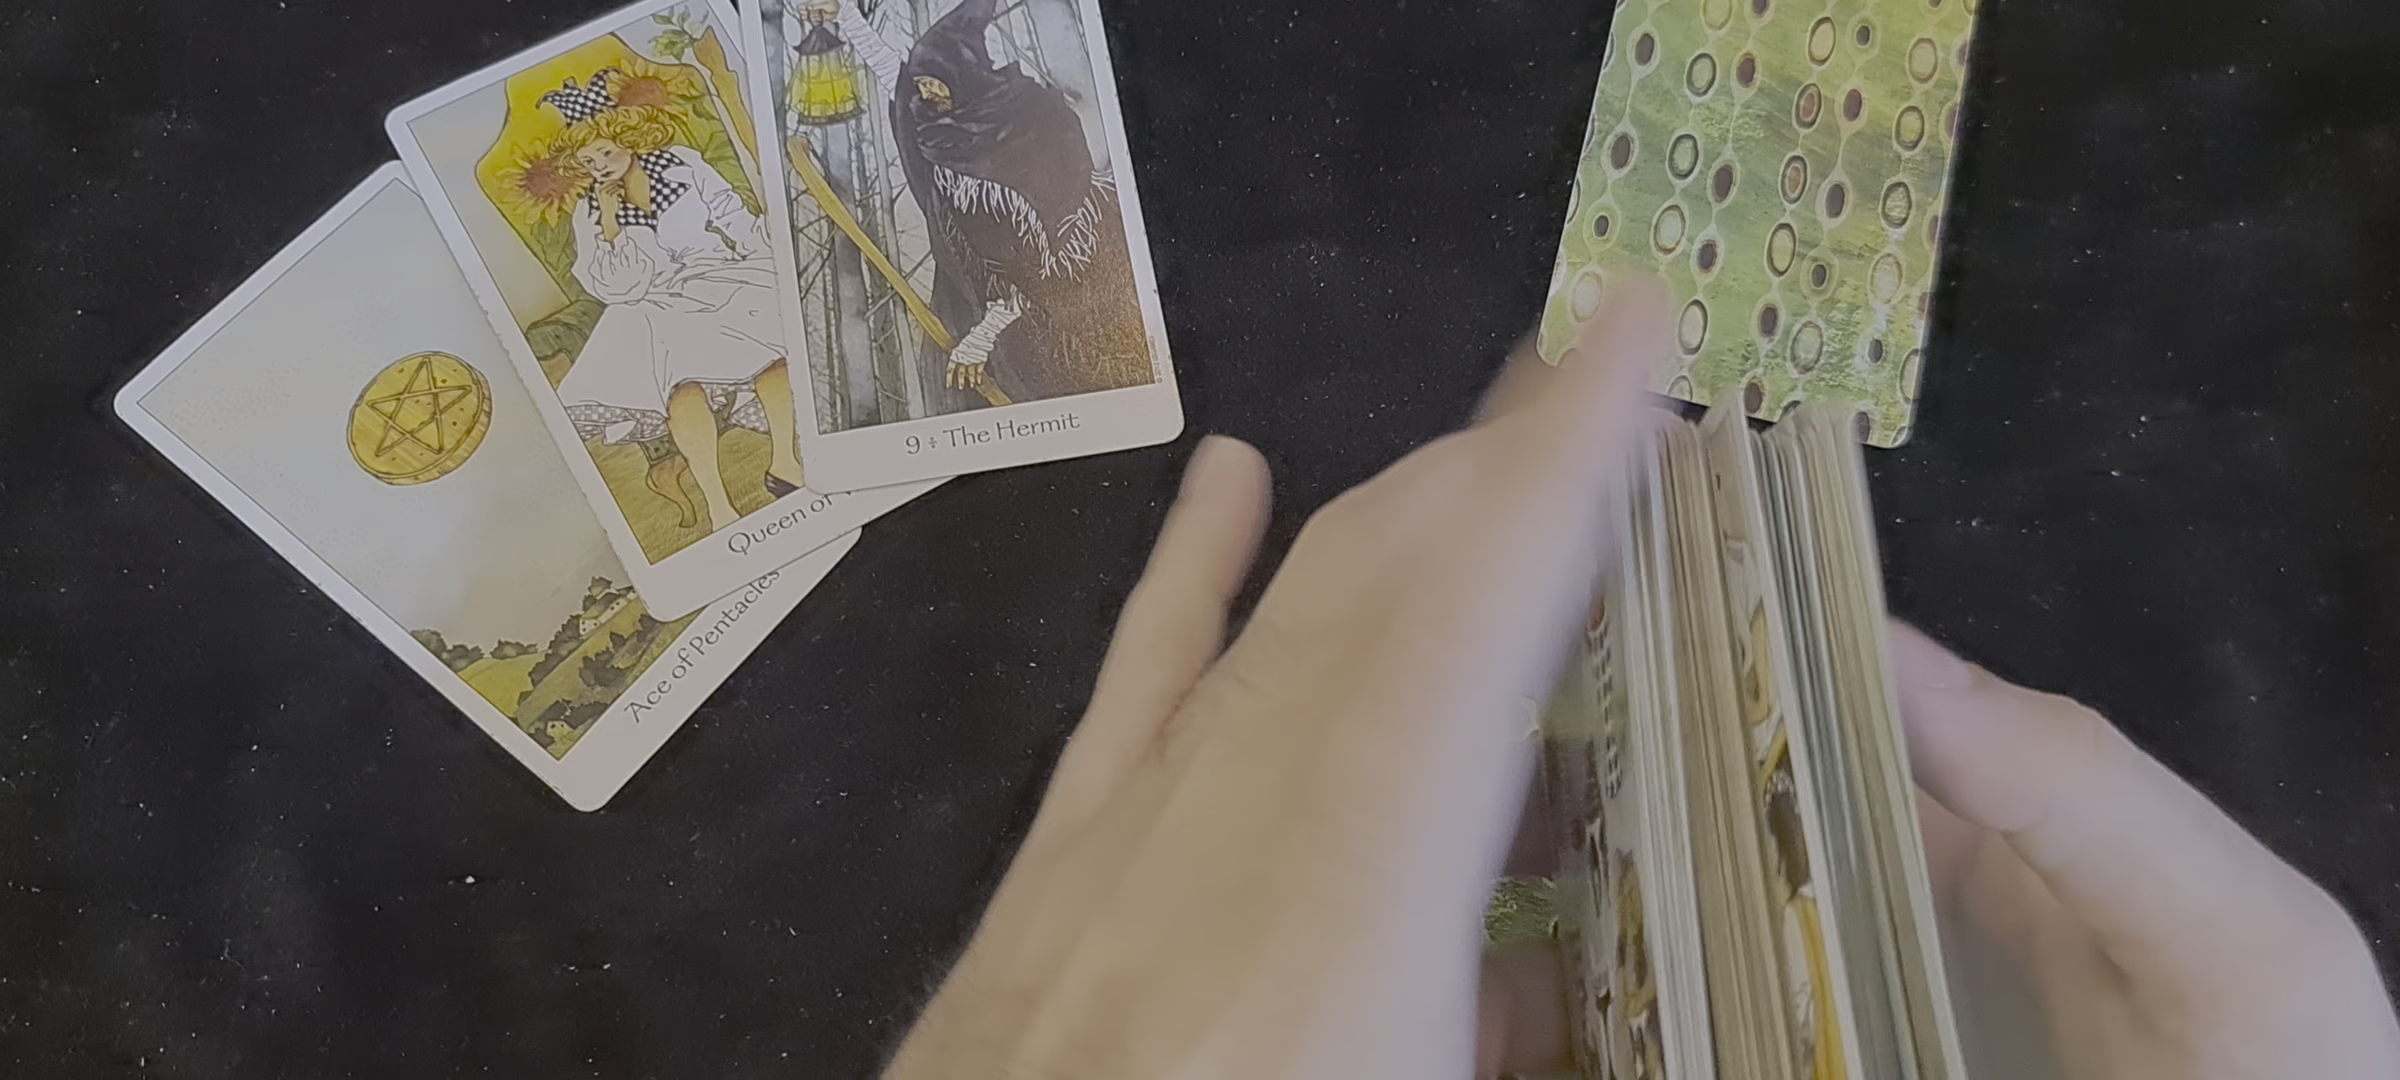 Ace of Pentacles
Queen of
9 ÷ The Hermit